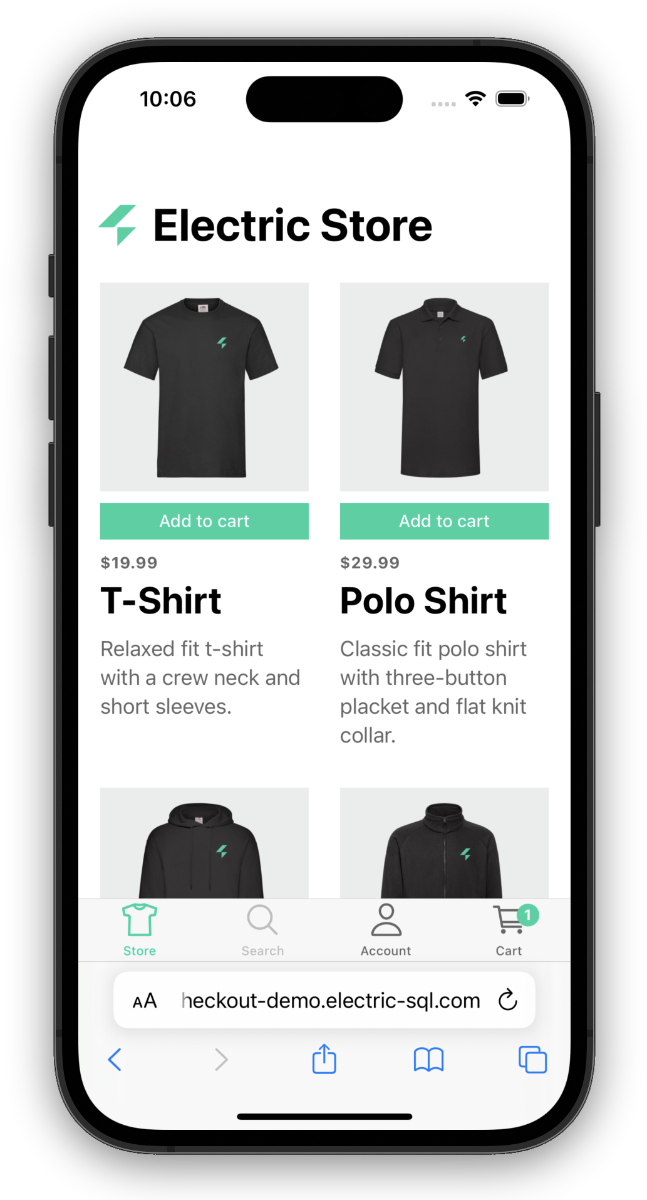 10:06
Electric Store
Add to cart
Add to cart
$19.99
$29.99
T-Shirt
Polo Shirt
Relaxed fit t-shirt
with a crew neck and
short sleeves.
Classic fit polo shirt
with three-button
placket and flat knit
collar.
1
Store
Search
Account
Cart
AA
heckout-demo.electric-sql.com